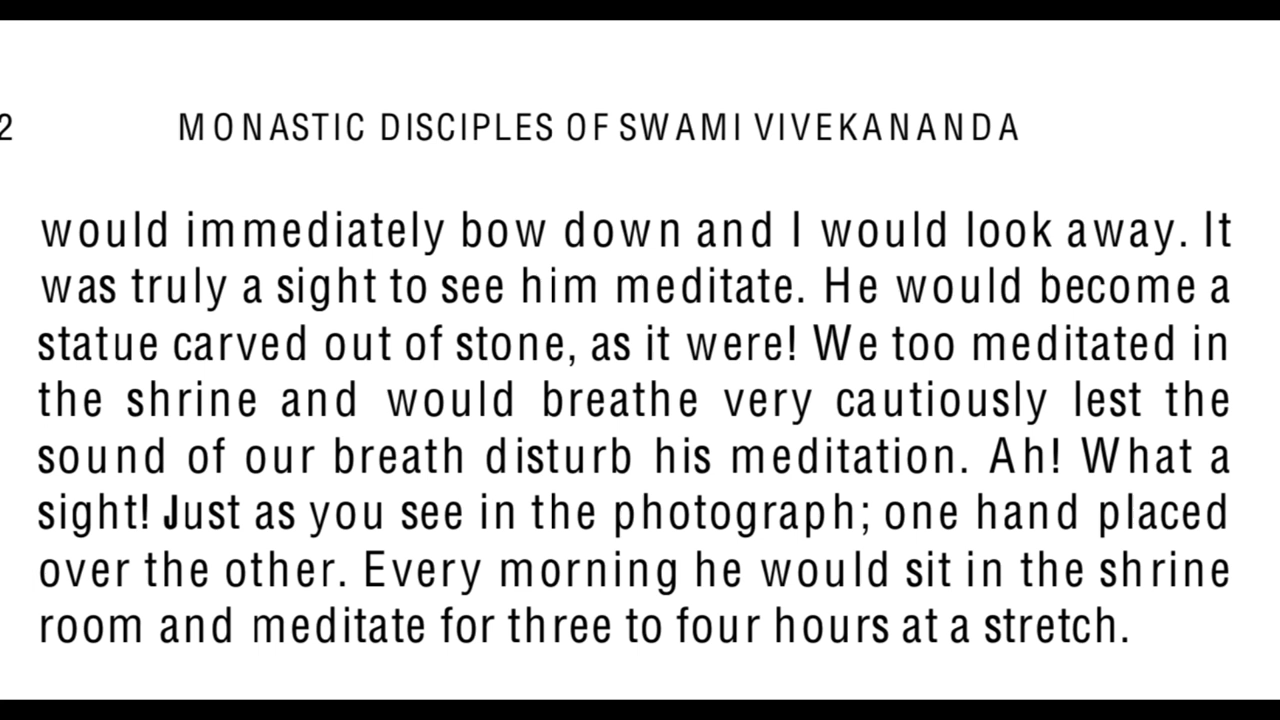 2 MONASTIC DISCIPLES OF SWAMI VIVEKANANDA
would immediately bow down and I would look away. It
was truly a sight to see him meditate. He would become a
statue carved out of stone, as it were! We too meditated in
the shrine and would breathe very cautiously lest the
sound of our breath disturb his meditation. Ah! What a
sight! Just as you see in the photograph; one hand placed
over the other. Every morning he would sit in the shrine
room and meditate for three to four hours at a stretch.